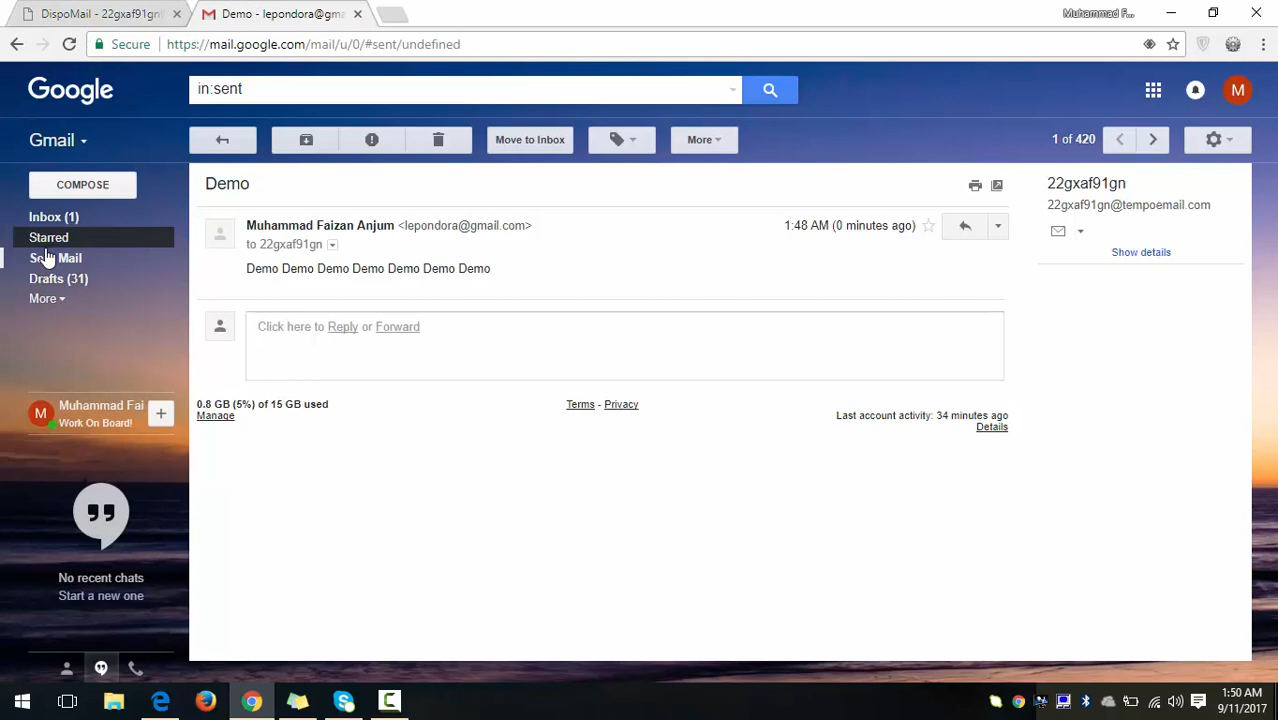 DispoMail - 22gxaf91gn
Demo - lepondora@gma
Muhammad F...
Secure
https://mail.google.com/mail/u/0/#sent/undefined
Google
in:sent
M
Gmail
Move to Inbox
More
1 of 420
COMPOSE
Inbox (1)
Starred
Mail
Drafts (31)
More
Demo
Muhammad Faizan Anjum <lepondora@gmail.com>
1:48 AM (0 minutes ago)
to 22gxaf91gn
Demo Demo Demo Demo Demo Demo Demo
22gxaf91gn
22gxaf91gn@tempoemail.com
Show details
Click here to Reply or Forward
0.8 GB (5%) of 15 GB used
Manage
Terms - Privacy
Last account activity: 34 minutes ago
Details
M
Muhammad Fai
Work On Board!
No recent chats
Start a new one
1:50 AM
9/11/2017